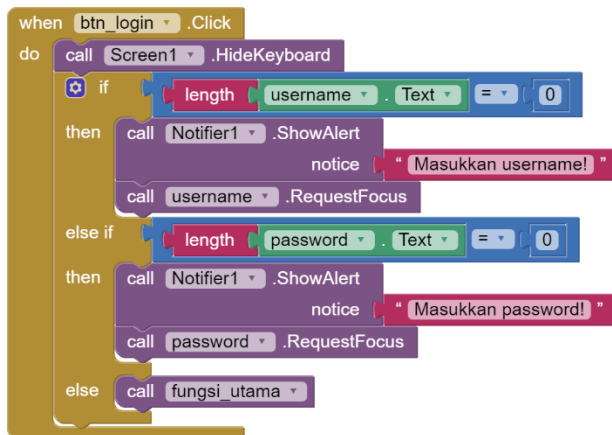 when btn_login .Click
do call Screen1 .HideKeyboard
if length username . Text = 0
then call Notifier1 .ShowAlert
notice “ Masukkan username! ”
call username .RequestFocus
else if length password . Text = 0
then call Notifier1 .ShowAlert
notice “ Masukkan password! ”
call password .RequestFocus
else call fungsi_utama